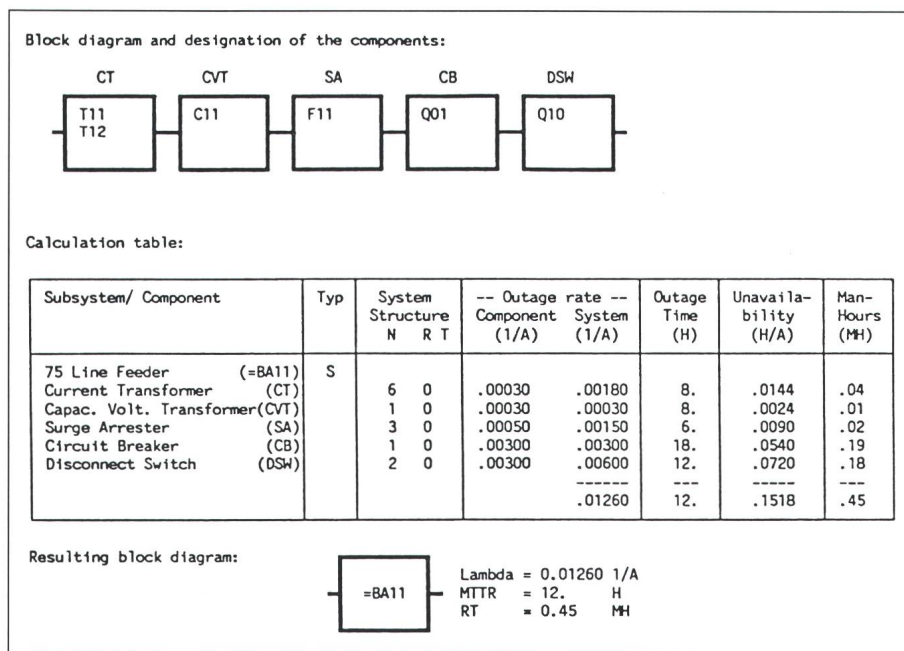 Block diagram and designation of the components:
CT CVT SA CB DSW
T11 C11 F11 Q01 Q10
T12
Calculation table:
Subsystem/ Component Typ System -- Outage rate -- Outage Unavaila- Man-
Structure Component System Time bility Hours
N R T (1/A) (1/A) (H) (H/A) (MH)
75 Line Feeder (=BA11) S
Current Transformer (CT) 6 0 .00030 .00180 8. .0144 .04
Capac. Volt. Transformer(CVT) 1 0 .00030 .00030 8. .0024 .01
Surge Arrester (SA) 3 0 .00050 .00150 6. .0090 .02
Circuit Breaker (CB) 1 0 .00300 .00300 18. .0540 .19
Disconnect Switch (DSW) 2 0 .00300 .00600 12. .0720 .18
------ --- ----- ---
.01260 12. .1518 .45
Resulting block diagram:
=BA11
Lambda = 0.01260 1/A
MTTR = 12. H
RT = 0.45 MH